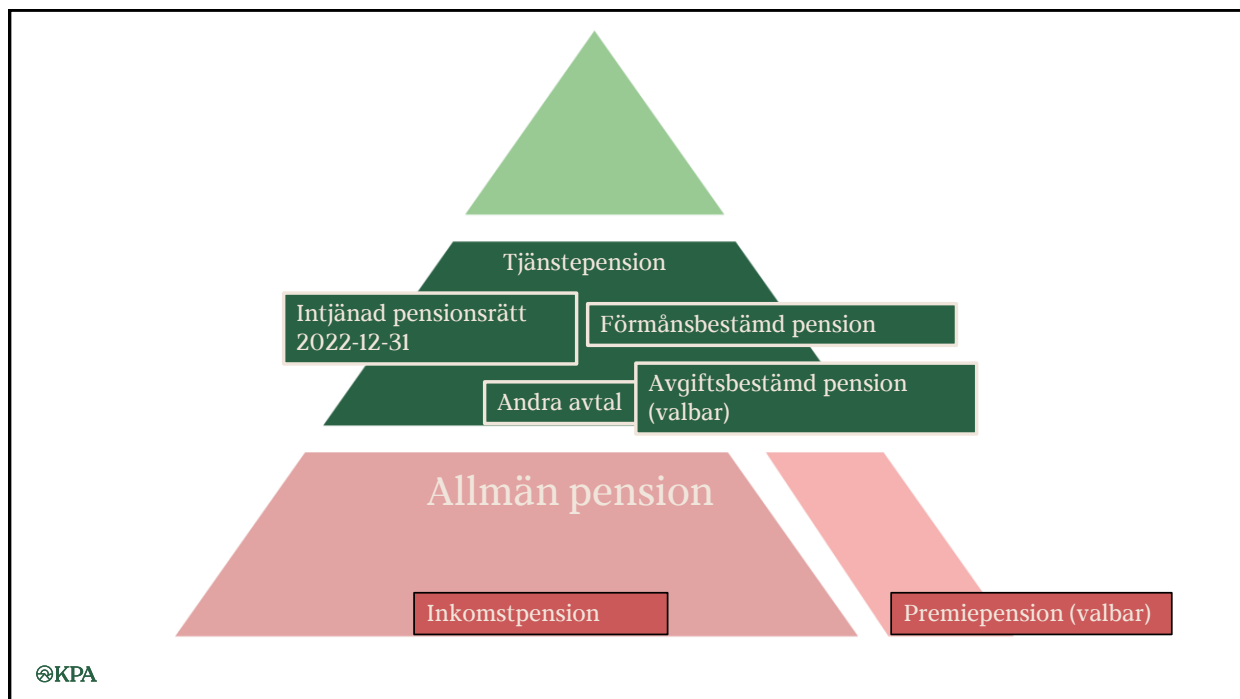 Tjänstepension
Intjänad pensionsrätt
2022-12-31
Förmånsbestämd pension
Andra avtal
Avgiftsbestämd pension
(valbar)
Allmän pension
Inkomstpension
Premiepension (valbar)
KPA